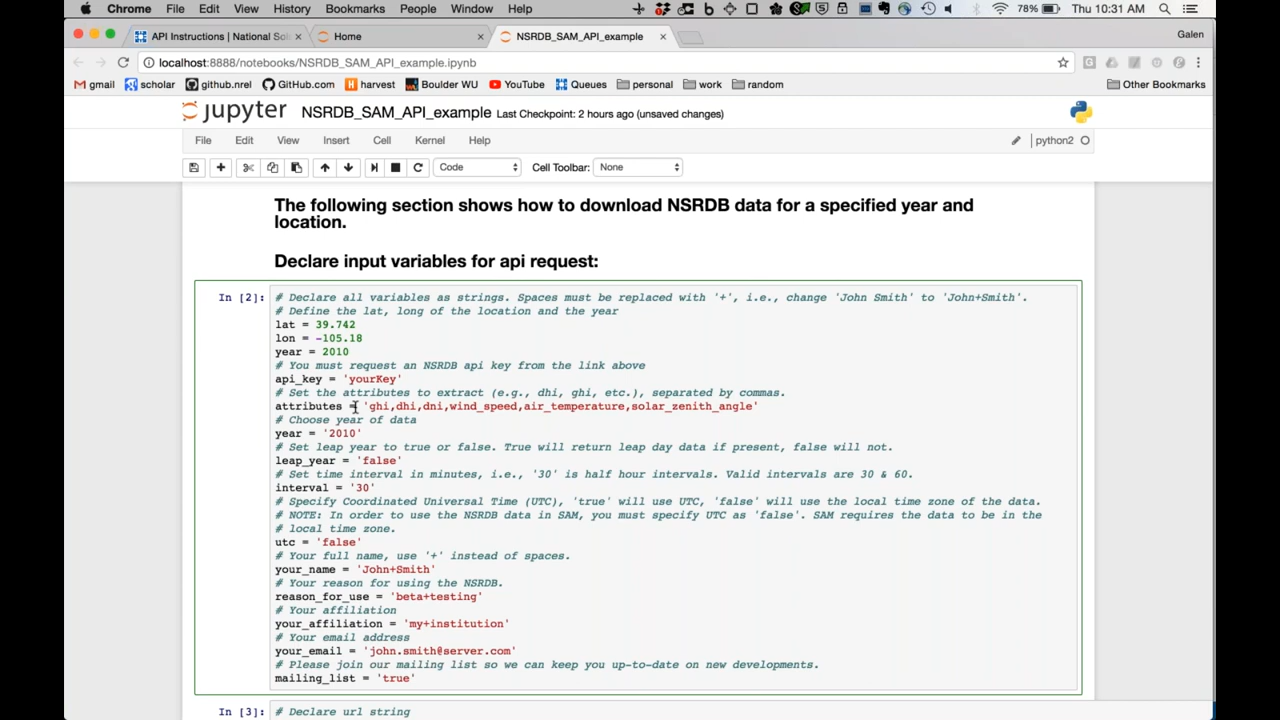 Chrome File Edit View History Bookmarks People Window Help 78% Thu 10:31 AM
API Instructions | National Sol Home NSRDB_SAM_API_example Galen
localhost:8888/notebooks/NSRDB_SAM_API_example.ipynb
gmail scholar github.nrel GitHub.com harvest Boulder WU YouTube Queues personal work random Other Bookmarks
jupyter NSRDB_SAM_API_example Last Checkpoint: 2 hours ago (unsaved changes)
File Edit View Insert Cell Kernel Help python2
Code Cell Toolbar: None
The following section shows how to download NSRDB data for a specified year and
location.
Declare input variables for api request:
In [2]: # Declare all variables as strings. Spaces must be replaced with '+', i.e., change 'John Smith' to 'John+Smith'.
# Define the lat, long of the location and the year
lat = 39.742
lon = -105.18
year = 2010
# You must request an NSRDB api key from the link above
api_key = 'yourKey'
# Set the attributes to extract (e.g., dhi, ghi, etc.), separated by commas.
attributes = 'ghi,dhi,dni,wind_speed,air_temperature,solar_zenith_angle'
# Choose year of data
year = '2010'
# Set leap year to true or false. True will return leap day data if present, false will not.
leap_year = 'false'
# Set time interval in minutes, i.e., '30' is half hour intervals. Valid intervals are 30 & 60.
interval = '30'
# Specify Coordinated Universal Time (UTC), 'true' will use UTC, 'false' will use the local time zone of the data.
# NOTE: In order to use the NSRDB data in SAM, you must specify UTC as 'false'. SAM requires the data to be in the
# local time zone.
utc = 'false'
# Your full name, use '+' instead of spaces.
your_name = 'John+Smith'
# Your reason for using the NSRDB.
reason_for_use = 'beta+testing'
# Your affiliation
your_affiliation = 'my+institution'
# Your email address
your_email = 'john.smith@server.com'
# Please join our mailing list so we can keep you up-to-date on new developments.
mailing_list = 'true'
In [3]: # Declare url string